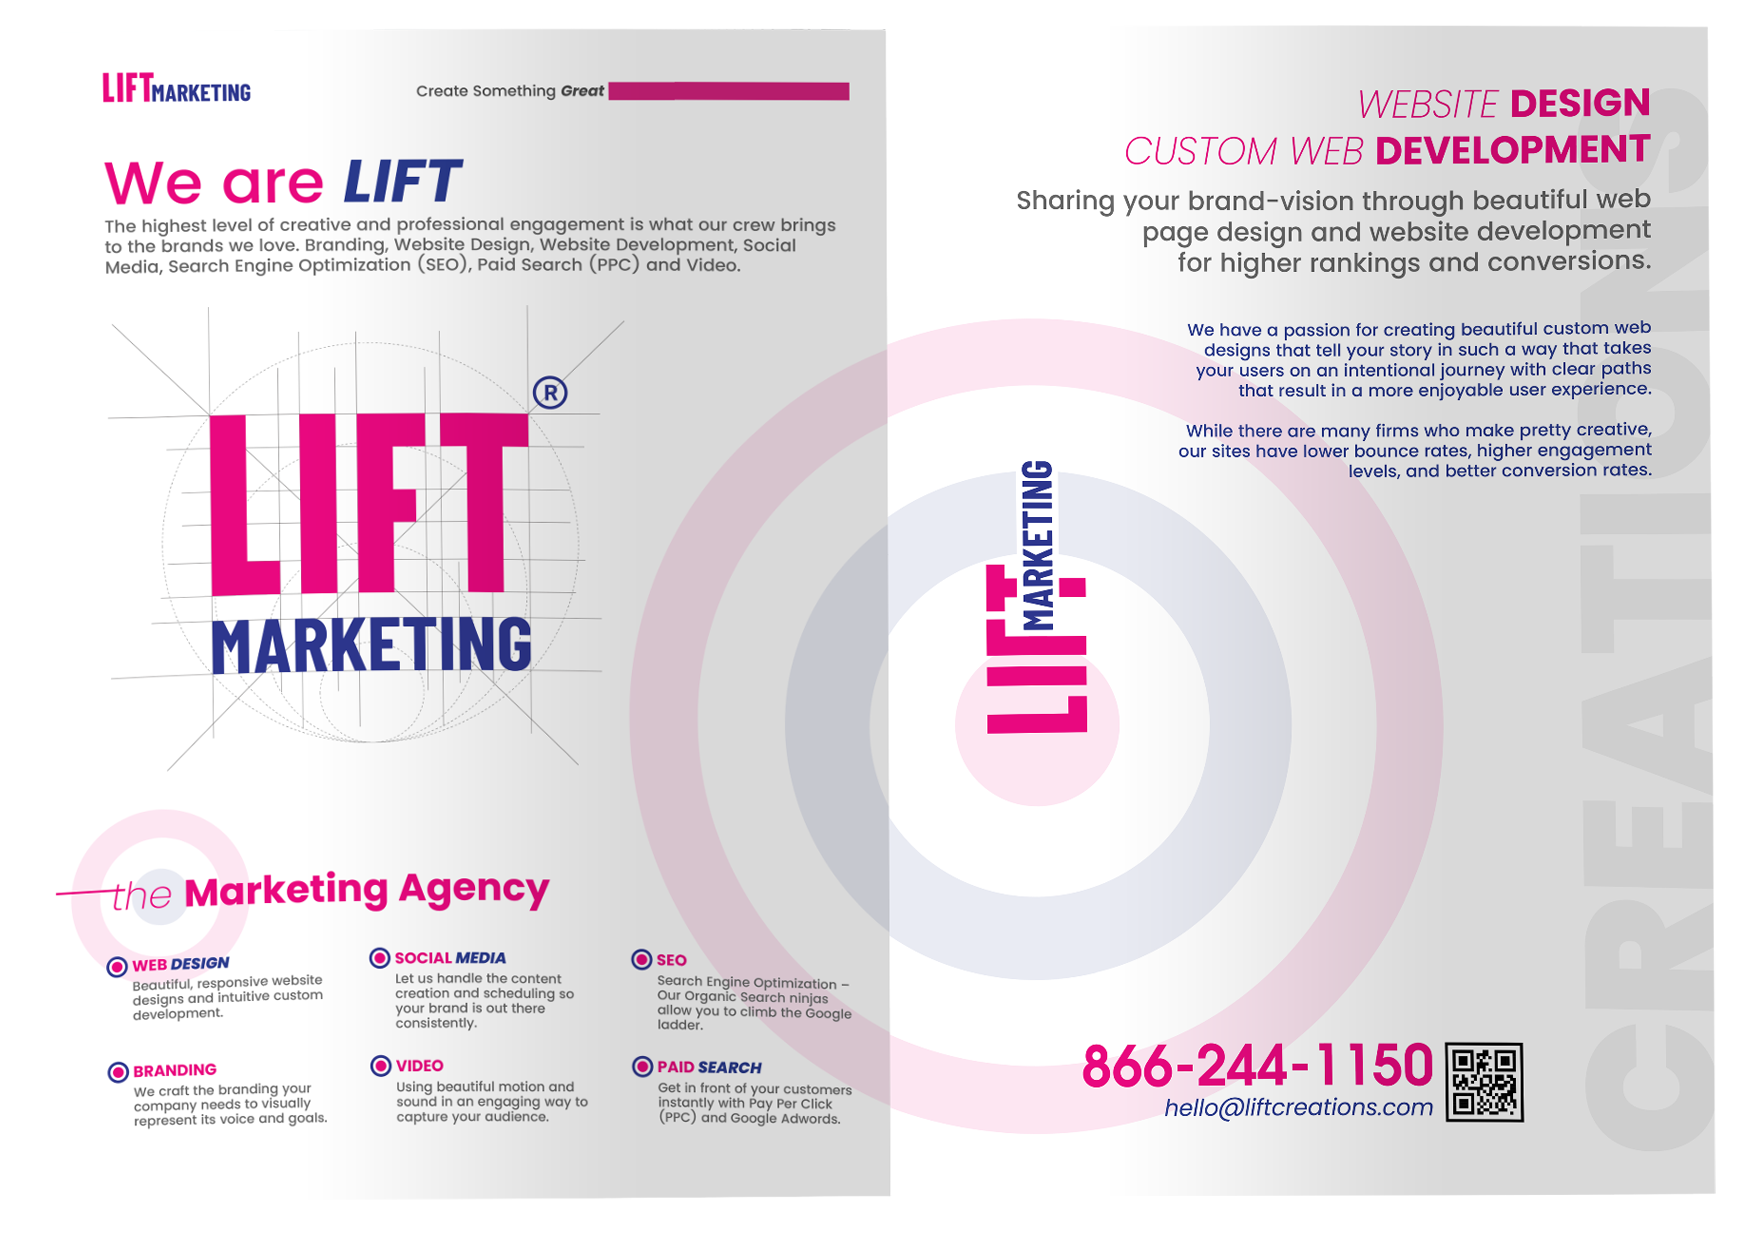 LIFT MARKETING
Create Something Great
We are LIFT
The highest level of creative and professional engagement is what our crew brings
to the brands we love. Branding, Website Design, Website Development, Social
Media, Search Engine Optimization (SEO), Paid Search (PPC) and Video.
LIFT ®
MARKETING
the Marketing Agency
WEB DESIGN
Beautiful, responsive website
designs and intuitive custom
development.
SOCIAL MEDIA
Let us handle the content
creation and scheduling so
your brand is out there
consistently.
SEO
Search Engine Optimization –
Our Organic Search ninjas
allow you to climb the Google
ladder.
BRANDING
We craft the branding your
company needs to visually
represent its voice and goals.
VIDEO
Using beautiful motion and
sound in an engaging way to
capture your audience.
PAID SEARCH
Get in front of your customers
instantly with Pay Per Click
(PPC) and Google Adwords.
WEBSITE DESIGN
CUSTOM WEB DEVELOPMENT
Sharing your brand-vision through beautiful web
page design and website development
for higher rankings and conversions.
We have a passion for creating beautiful custom web
designs that tell your story in such a way that takes
your users on an intentional journey with clear paths
that result in a more enjoyable user experience.
While there are many firms who make pretty creative,
our sites have lower bounce rates, higher engagement
levels, and better conversion rates.
LIFT MARKETING
866-244-1150
hello@liftcreations.com
CREATIONS